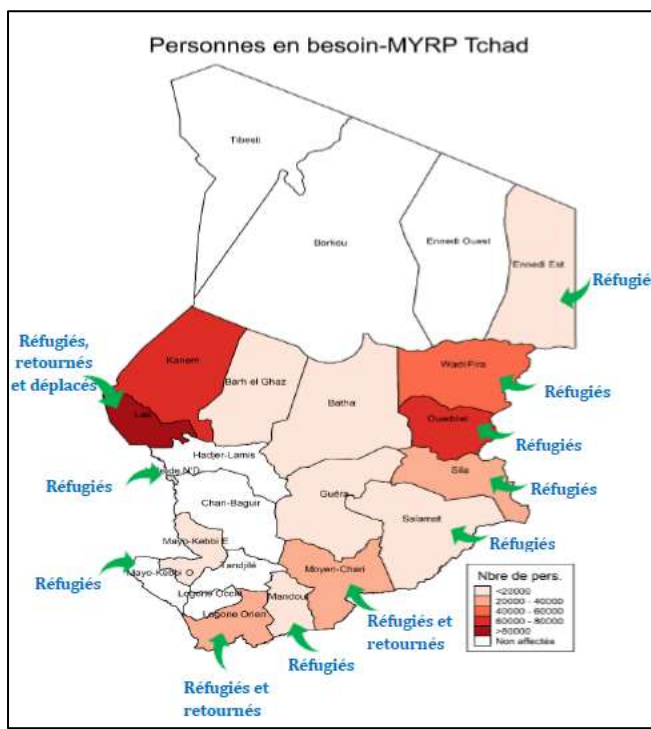 Personnes en besoin-MYRP Tchad
Tibesti
Borkou
Ennedi Ouest
Ennedi Est
Réfugié
Réfugiés,
retournés
et déplacés
Kanem
Barh el Ghaz
Batha
Wadi-Fira
Réfugiés
Lac
Ouaddaï
Réfugiés
Hadjer-Lamis
Sila
Réfugiés
Réfugiés
N'D
Chari-Baguir
Guéra
Salamat
Réfugiés
Mayo-Kebbi E
Réfugiés
Mayo-Kebbi O
Tandjilé
Moyen-Chari
Logone Occid
Mandoul
Logone Orien
Réfugiés et
retournés
Réfugiés
Réfugiés et
retournés
Nbre de pers.
<20000
20000 - 40000
40000 - 60000
60000 - 80000
>80000
Non affectée